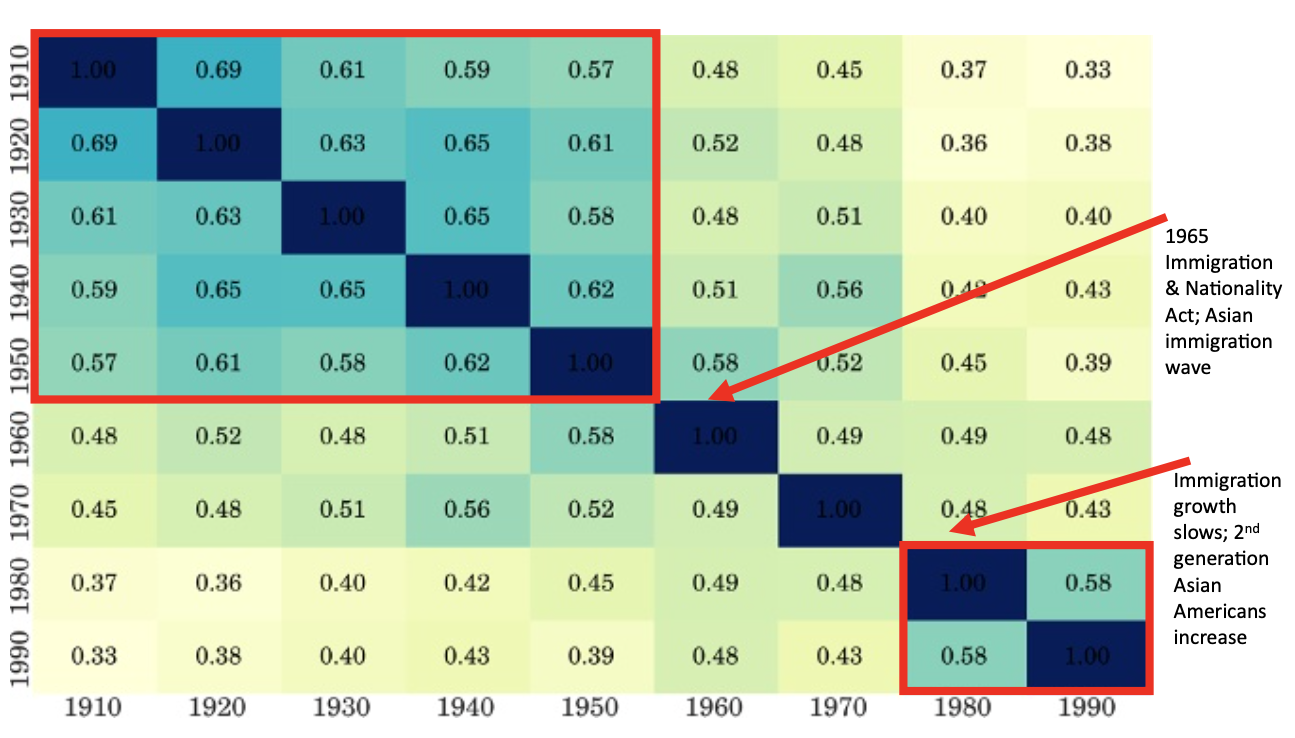 1910 1.00 0.69 0.61 0.59 0.57 0.48 0.45 0.37 0.33
1920 0.69 1.00 0.63 0.65 0.61 0.52 0.48 0.36 0.38
1930 0.61 0.63 1.00 0.65 0.58 0.48 0.51 0.40 0.40
1940 0.59 0.65 0.65 1.00 0.62 0.51 0.56 0.42 0.43
1950 0.57 0.61 0.58 0.62 1.00 0.58 0.52 0.45 0.39
1960 0.48 0.52 0.48 0.51 0.58 1.00 0.49 0.49 0.48
1970 0.45 0.48 0.51 0.56 0.52 0.49 1.00 0.48 0.43
1980 0.37 0.36 0.40 0.42 0.45 0.49 0.48 1.00 0.58
1990 0.33 0.38 0.40 0.43 0.39 0.48 0.43 0.58 1.00
1910 1920 1930 1940 1950 1960 1970 1980 1990
1965
Immigration
& Nationality
Act; Asian
immigration
wave
Immigration
growth
slows; 2nd
generation
Asian
Americans
increase